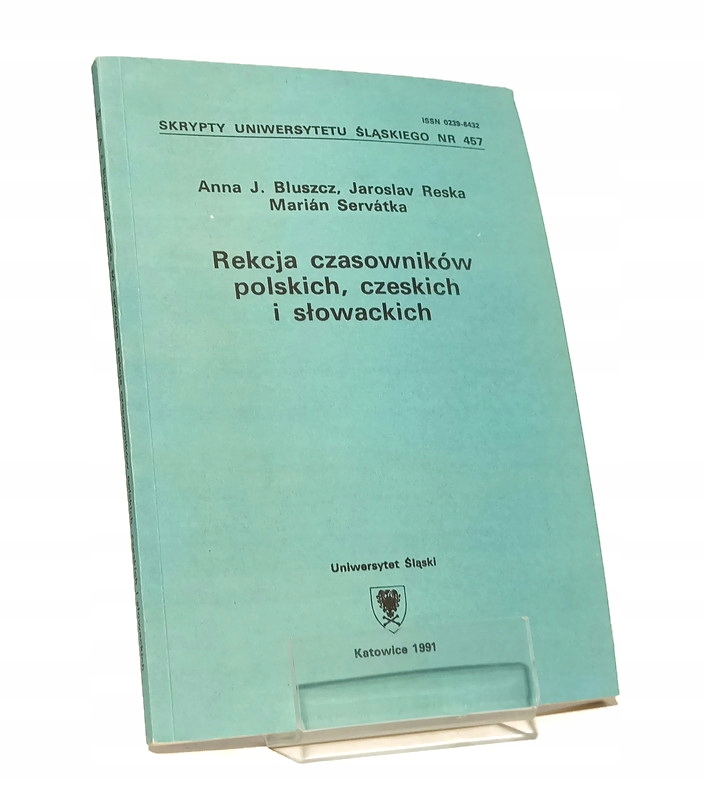 ISSN 0239-6432
SKRYPTY UNIWERSYTETU ŚLĄSKIEGO NR 457
Anna J. Bluszcz, Jaroslav Reska
Marián Servátka
Rekcja czasowników
polskich, czeskich
i słowackich
Uniwersytet Śląski
Katowice 1991